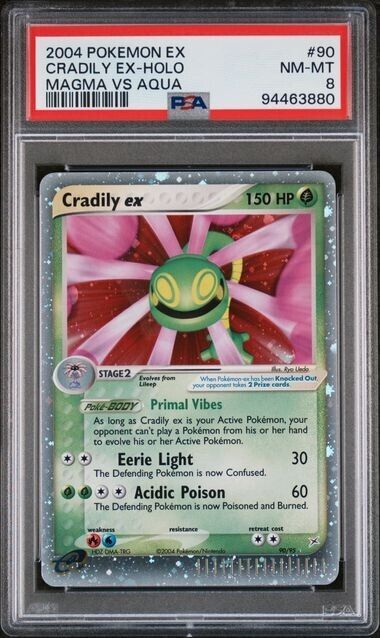 2004 POKEMON EX #90
CRADILY EX-HOLO NM-MT
MAGMA VS AQUA 8
PSA 94463880
Cradily ex 150 HP
Illus. Ryo Ueda
STAGE 2 Evolves from
Lileep
When Pokémon-ex has been Knocked Out,
your opponent takes 2 Prize cards.
Poké-BODY Primal Vibes
As long as Cradily ex is your Active Pokémon, your
opponent can't play a Pokémon from his or her hand
to evolve his or her Active Pokémon.
Eerie Light 30
The Defending Pokémon is now Confused.
Acidic Poison 60
The Defending Pokémon is now Poisoned and Burned.
weakness resistance retreat cost
e HDZ DMA-TRG ©2004 Pokémon/Nintendo 90/95